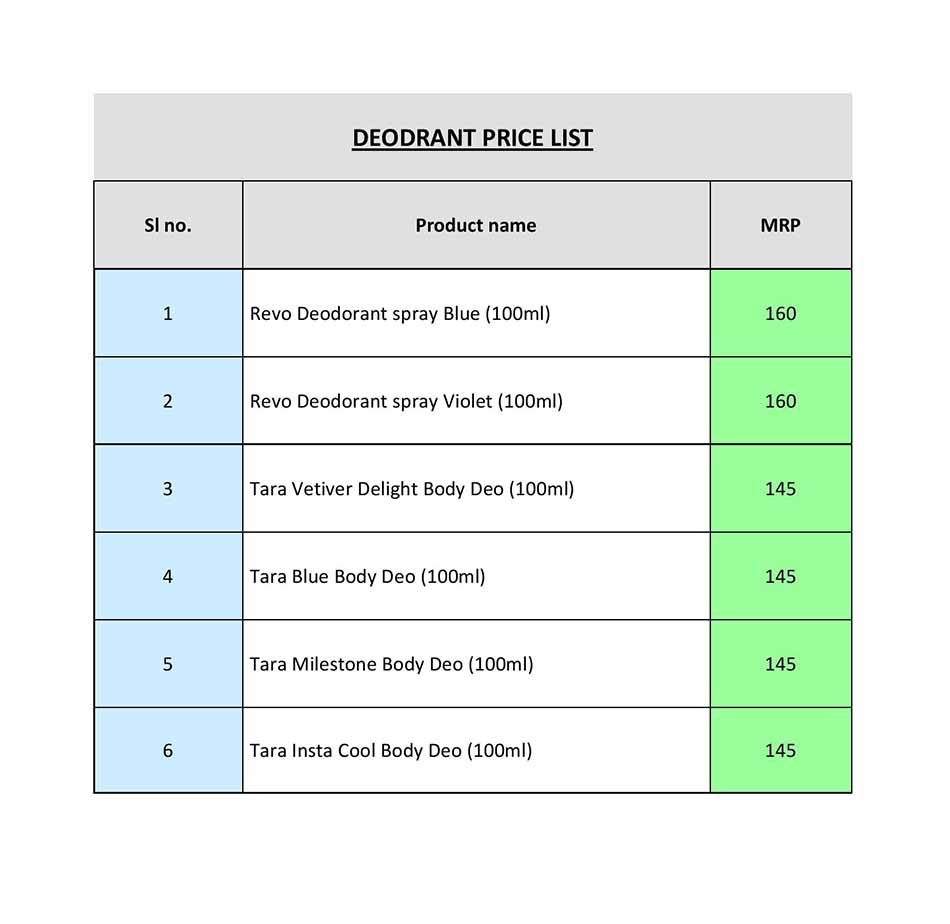 DEODRANT PRICE LIST
Sl no. Product name MRP
1 Revo Deodorant spray Blue (100ml) 160
2 Revo Deodorant spray Violet (100ml) 160
3 Tara Vetiver Delight Body Deo (100ml) 145
4 Tara Blue Body Deo (100ml) 145
5 Tara Milestone Body Deo (100ml) 145
6 Tara Insta Cool Body Deo (100ml) 145